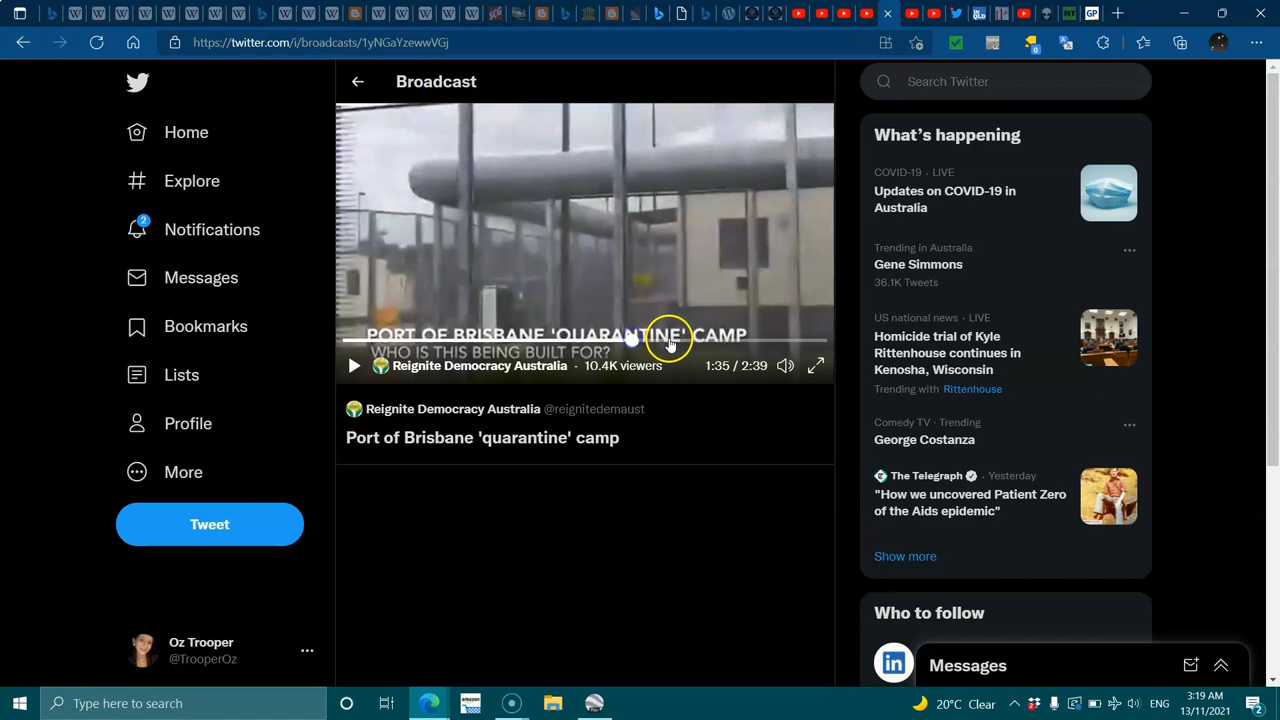 https://twitter.com/i/broadcasts/1yNGaYzewwVGj
Home
Explore
2
Notifications
Messages
Bookmarks
Lists
Profile
More
Tweet
Oz Trooper
@TrooperOz
Broadcast
PORT OF BRISBANE 'QUARANTINE' CAMP
WHO IS THIS BEING BUILT FOR?
Reignite Democracy Australia · 10.4K viewers 1:35 / 2:39
Reignite Democracy Australia @reignitedemaust
Port of Brisbane 'quarantine' camp
Search Twitter
What's happening
COVID-19 · LIVE
Updates on COVID-19 in
Australia
Trending in Australia
Gene Simmons
36.1K Tweets
US national news · LIVE
Homicide trial of Kyle
Rittenhouse continues in
Kenosha, Wisconsin
Trending with Rittenhouse
Comedy TV · Trending
George Costanza
The Telegraph · Yesterday
"How we uncovered Patient Zero
of the Aids epidemic"
Show more
Who to follow
Messages
Type here to search
amazon
20°C Clear
ENG
3:19 AM
13/11/2021
2